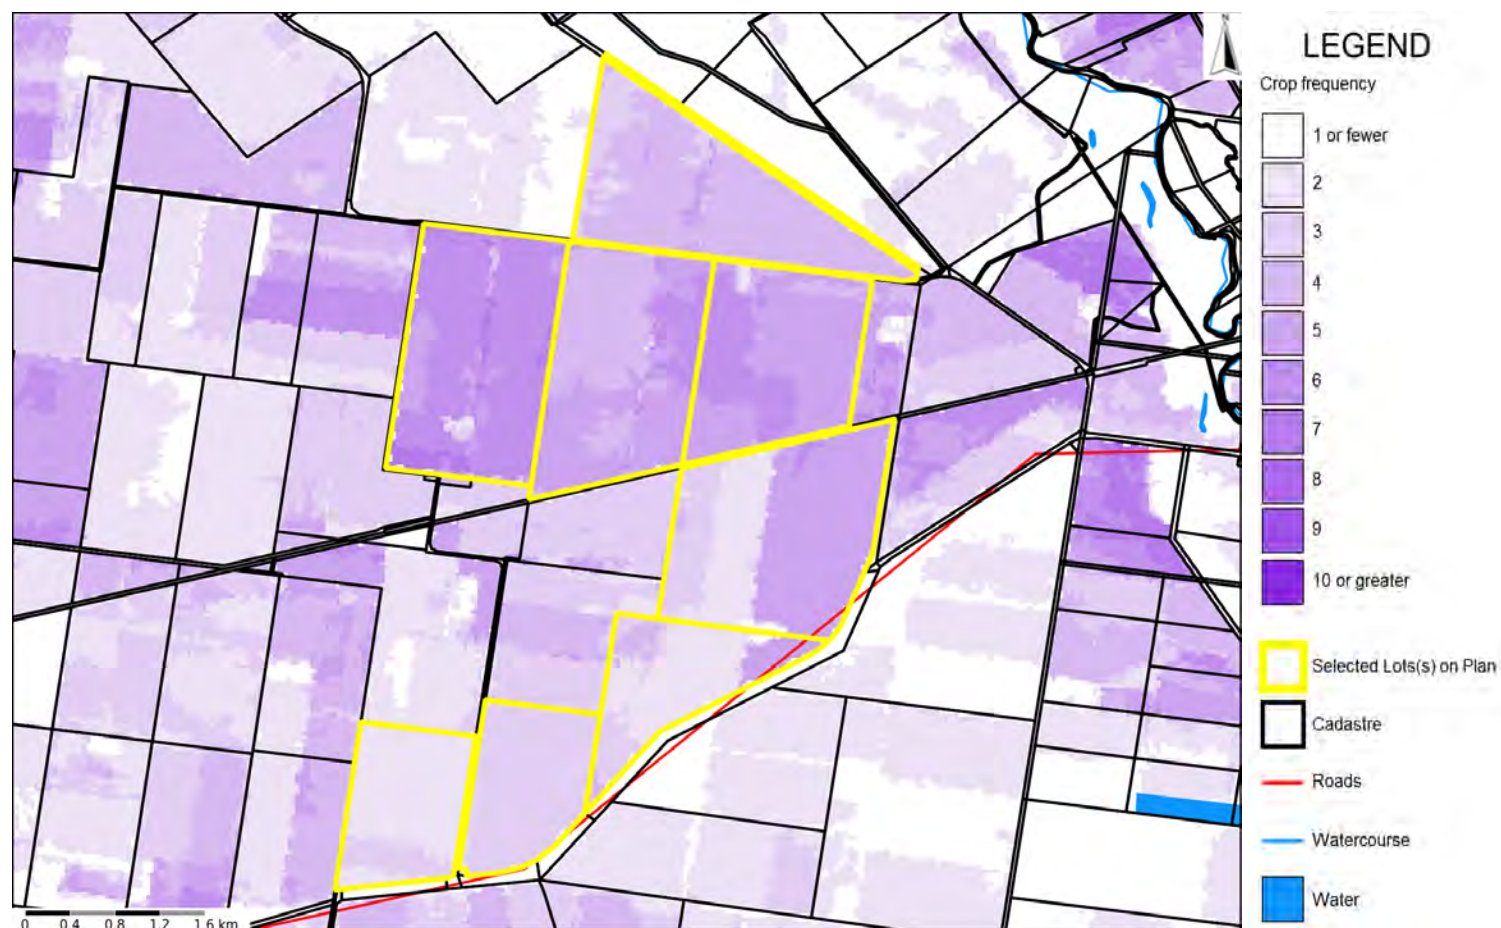 N
LEGEND
Crop frequency
1 or fewer
2
3
4
5
6
7
8
9
10 or greater
Selected Lots(s) on Plan
Cadastre
Roads
Watercourse
Water
0 0.4 0.8 1.2 1.6 km